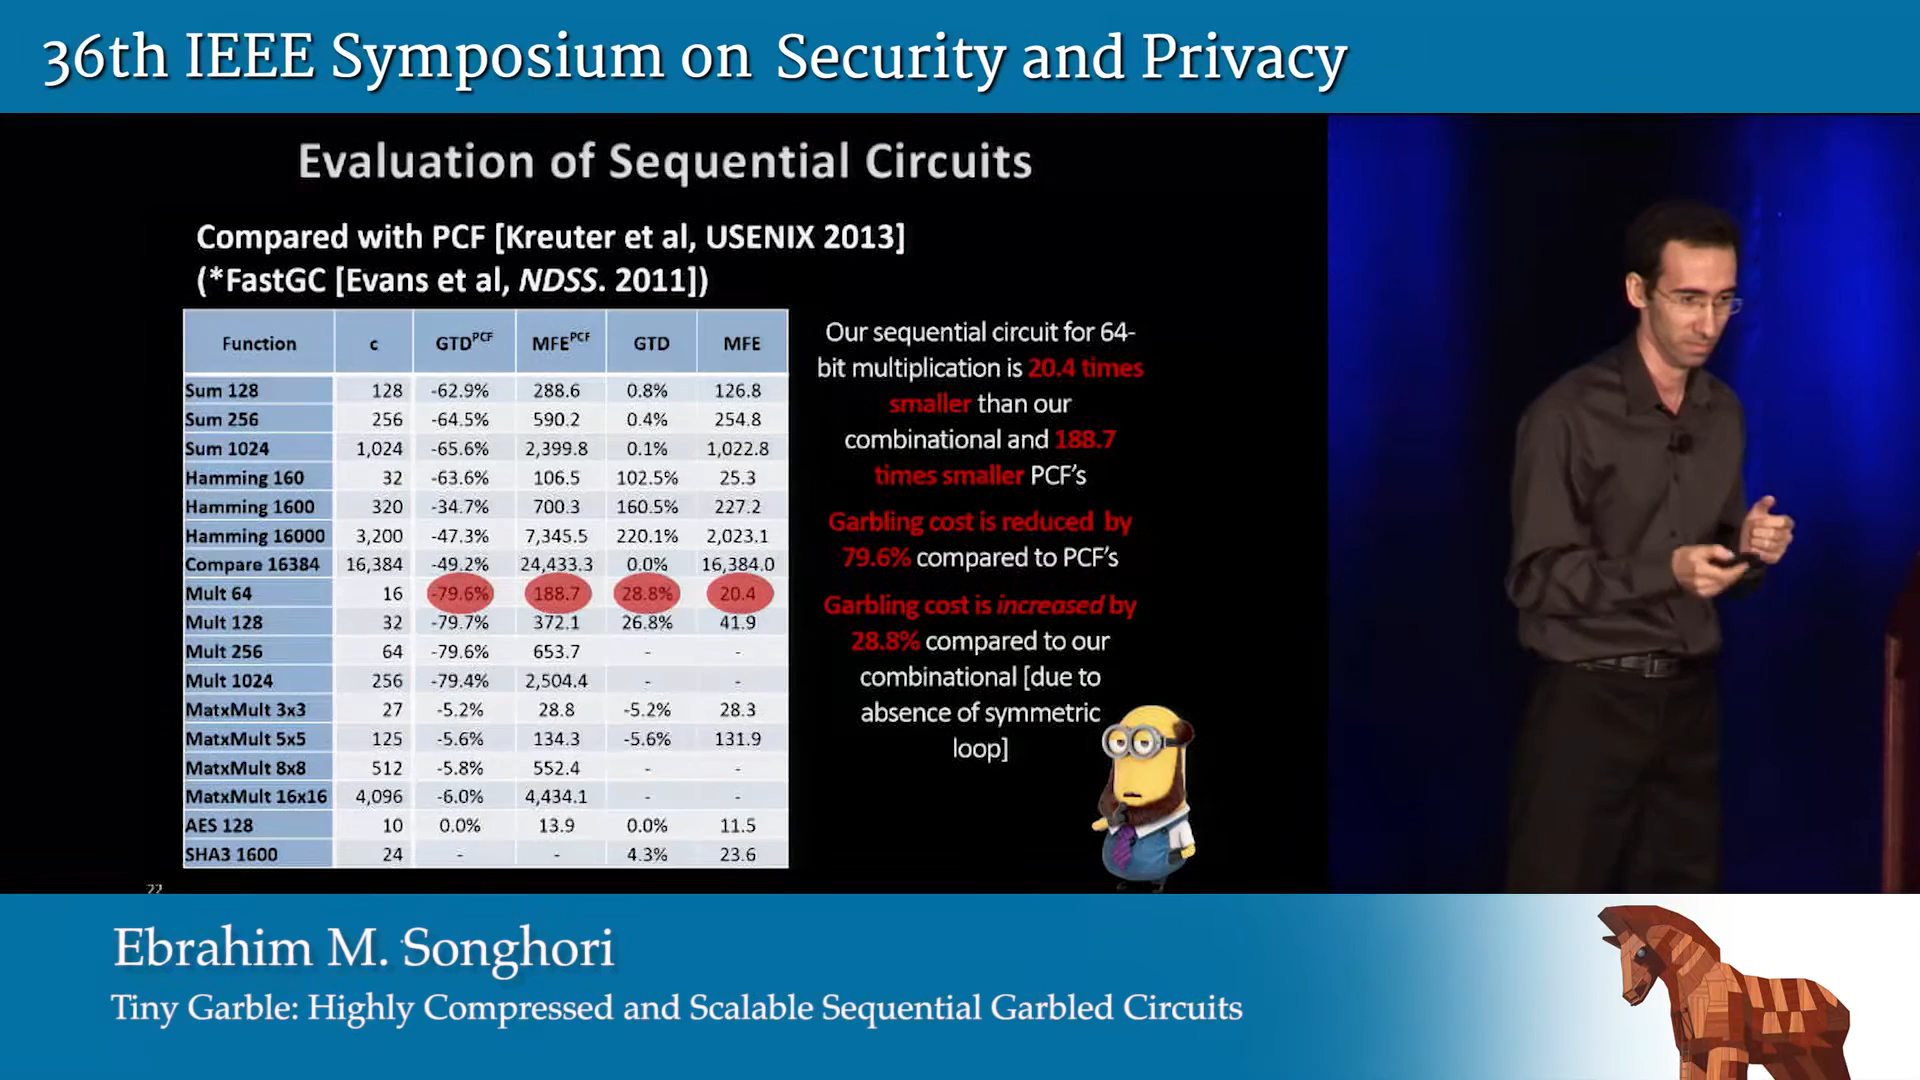 36th IEEE Symposium on Security and Privacy
Evaluation of Sequential Circuits
Compared with PCF [Kreuter et al, USENIX 2013]
(*FastGC [Evans et al, NDSS. 2011])
Function c GTD^PCF MFE^PCF GTD MFE
Sum 128 128 -62.9% 288.6 0.8% 126.8
Sum 256 256 -64.5% 590.2 0.4% 254.8
Sum 1024 1,024 -65.6% 2,399.8 0.1% 1,022.8
Hamming 160 32 -63.6% 106.5 102.5% 25.3
Hamming 1600 320 -34.7% 700.3 160.5% 227.2
Hamming 16000 3,200 -47.3% 7,345.5 220.1% 2,023.1
Compare 16384 16,384 -49.2% 24,433.3 0.0% 16,384.0
Mult 64 16 -79.6% 188.7 28.8% 20.4
Mult 128 32 -79.7% 372.1 26.8% 41.9
Mult 256 64 -79.6% 653.7 - -
Mult 1024 256 -79.4% 2,504.4 - -
MatxMult 3x3 27 -5.2% 28.8 -5.2% 28.3
MatxMult 5x5 125 -5.6% 134.3 -5.6% 131.9
MatxMult 8x8 512 -5.8% 552.4 - -
MatxMult 16x16 4,096 -6.0% 4,434.1 - -
AES 128 10 0.0% 13.9 0.0% 11.5
SHA3 1600 24 - - 4.3% 23.6
Our sequential circuit for 64-
bit multiplication is 20.4 times
smaller than our
combinational and 188.7
times smaller PCF's
Garbling cost is reduced by
79.6% compared to PCF's
Garbling cost is increased by
28.8% compared to our
combinational [due to
absence of symmetric
loop]
22
Ebrahim M. Songhori
Tiny Garble: Highly Compressed and Scalable Sequential Garbled Circuits